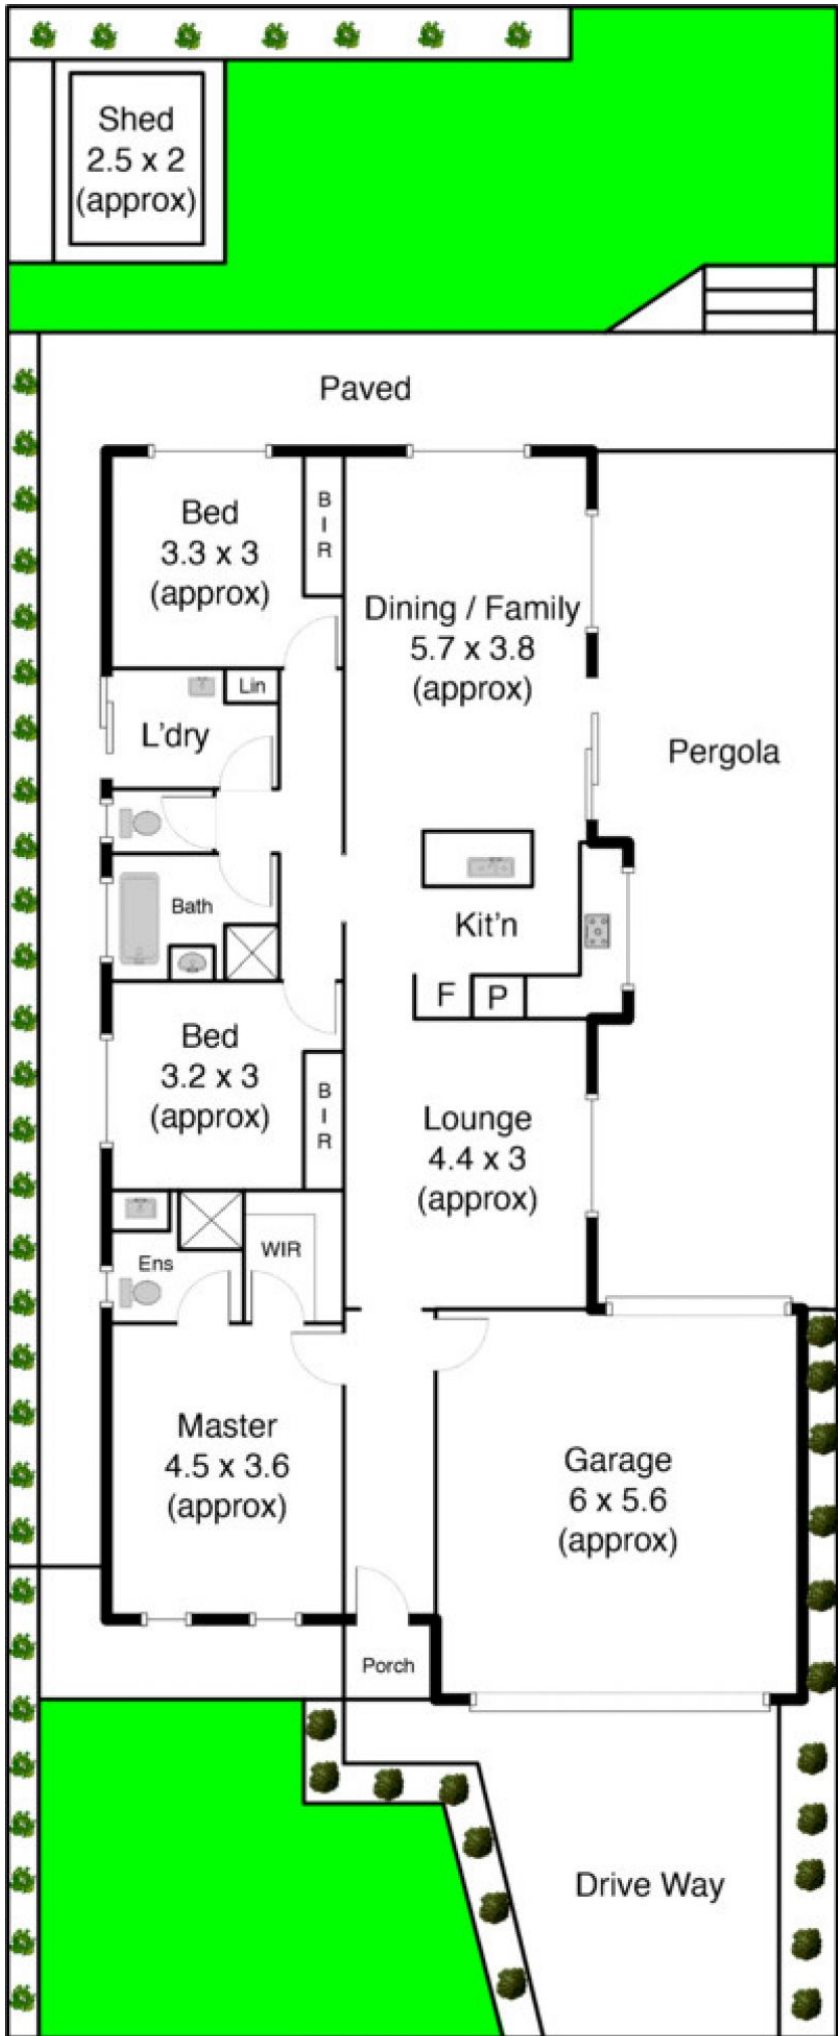 Shed
2.5 x 2
(approx)
Paved
Bed
3.3 x 3
(approx)
B
I
R
Dining / Family
5.7 x 3.8
(approx)
Lin
L'dry
Pergola
Bath
Kit'n
F
P
Bed
3.2 x 3
(approx)
B
I
R
Lounge
4.4 x 3
(approx)
Ens
WIR
Master
4.5 x 3.6
(approx)
Garage
6 x 5.6
(approx)
Porch
Drive Way